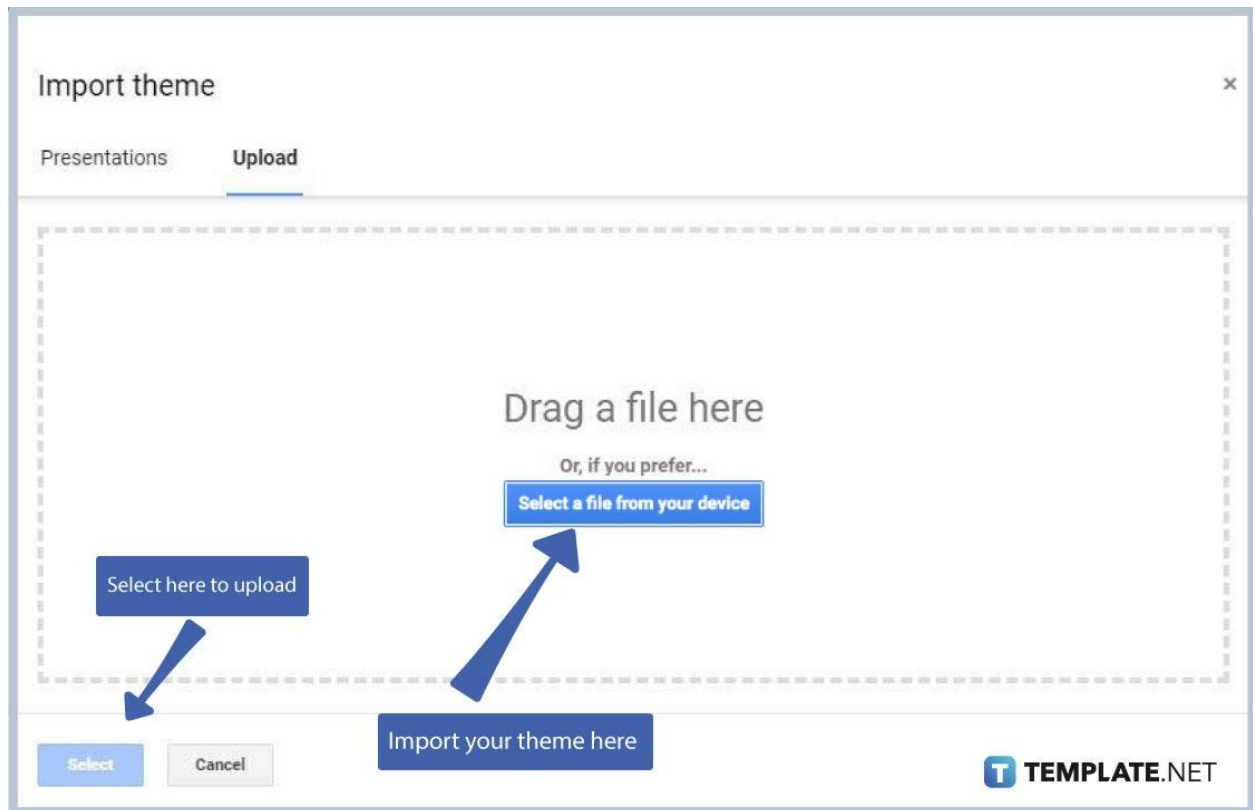 Import theme
×
Presentations Upload
Drag a file here
Or, if you prefer...
Select a file from your device
Select here to upload
Import your theme here
Select Cancel
T TEMPLATE.NET